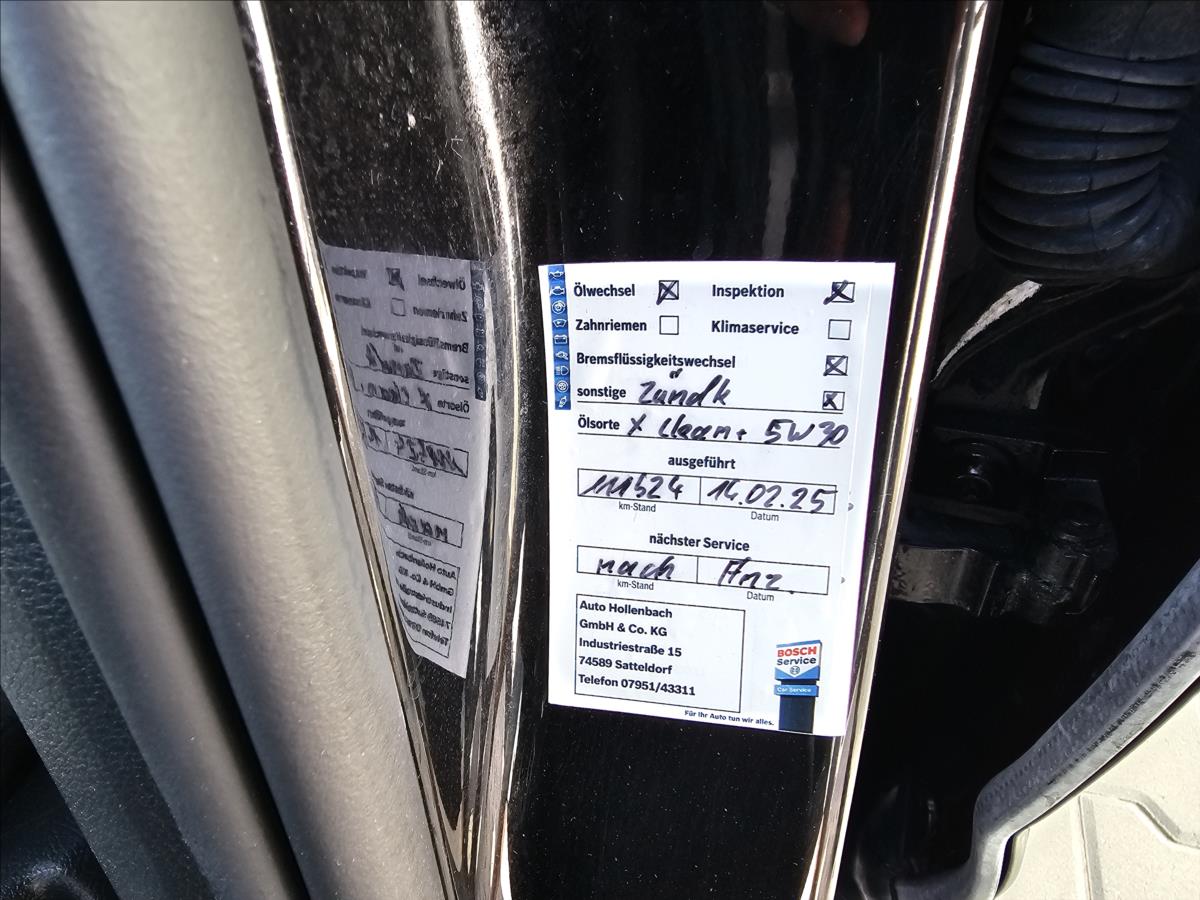 Ölwechsel Inspektion
Zahnriemen Klimaservice
Bremsflüssigkeitswechsel
sonstige Zündk
Ölsorte X clean+ 5W30
ausgeführt
111524 14.02.25
km-Stand Datum
nächster Service
nach Anz.
km-Stand Datum
Auto Hollenbach
GmbH & Co. KG
Industriestraße 15
74589 Satteldorf
Telefon 07951/43311
BOSCH
Service
Car Service
Für Ihr Auto tun wir alles.